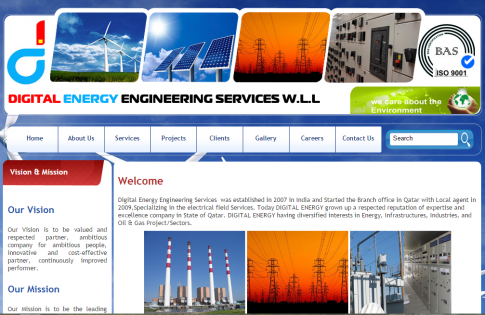 BAS
ISO 9001
DIGITAL ENERGY ENGINEERING SERVICES W.L.L
we care about the
Environment
Home About Us Services Projects Clients Gallery Careers Contact Us Search
Vision & Mission
Our Vision
Our Vision is to be valued and
respected partner, ambitious
company for ambitious people,
innovative and cost-effective
partner, continuously improved
performer.
Our Mission
Our Mission is to be the leading
Welcome
Digital Energy Engineering Services was established in 2007 in India and Started the Branch office in Qatar with Local agent in
2009,Specializing in the electrical field Services. Today DIGITAL ENERGY grown up a respected reputation of expertise and
excellence company in State of Qatar. DIGITAL ENERGY having diversified interests in Energy, Infrastructures, Industries, and
Oil & Gas Project/Sectors.